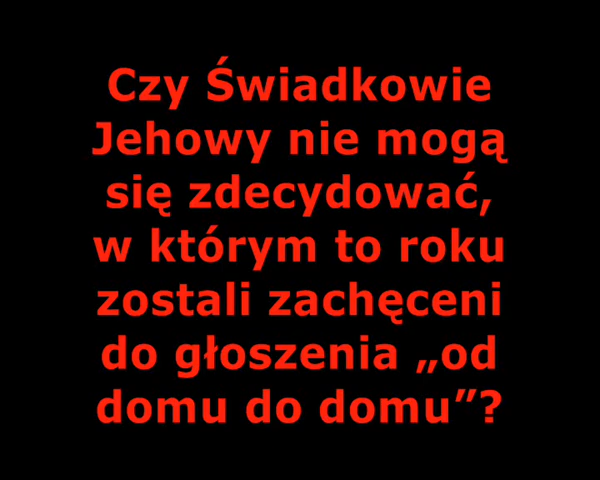 Czy Świadkowie
Jehowy nie mogą
się zdecydować,
w którym to roku
zostali zachęceni
do głoszenia „od
domu do domu”?